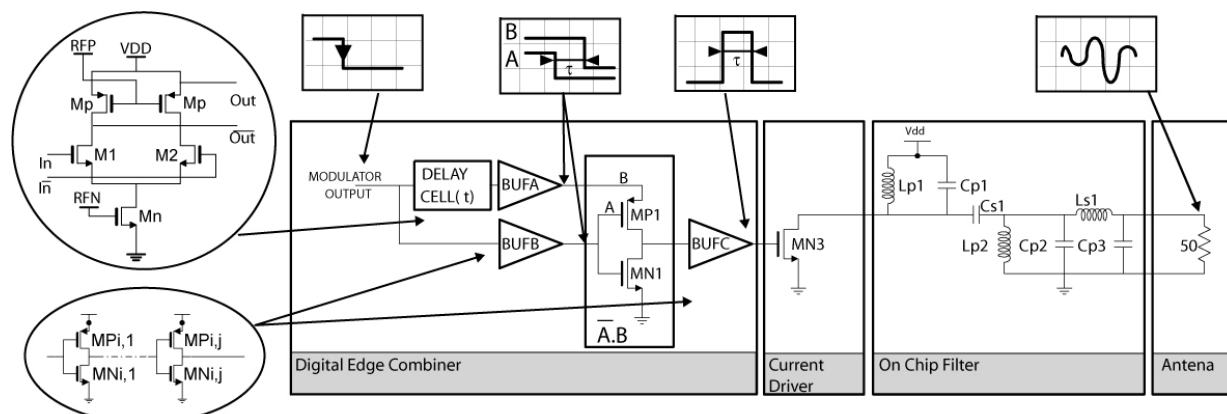 RFP
VDD
Mp
Mp
Out
Out
In
M1
M2
In
RFN
Mn
MPi,1
MPi,j
MNi,1
MNi,j
B
A
τ
τ
MODULATOR
OUTPUT
DELAY
CELL( t)
BUFA
BUFB
B
A
MP1
MN1
A.B
BUFC
MN3
Vdd
Lp1
Cp1
Cs1
Ls1
Lp2
Cp2
Cp3
50
Digital Edge Combiner
Current
Driver
On Chip Filter
Antena